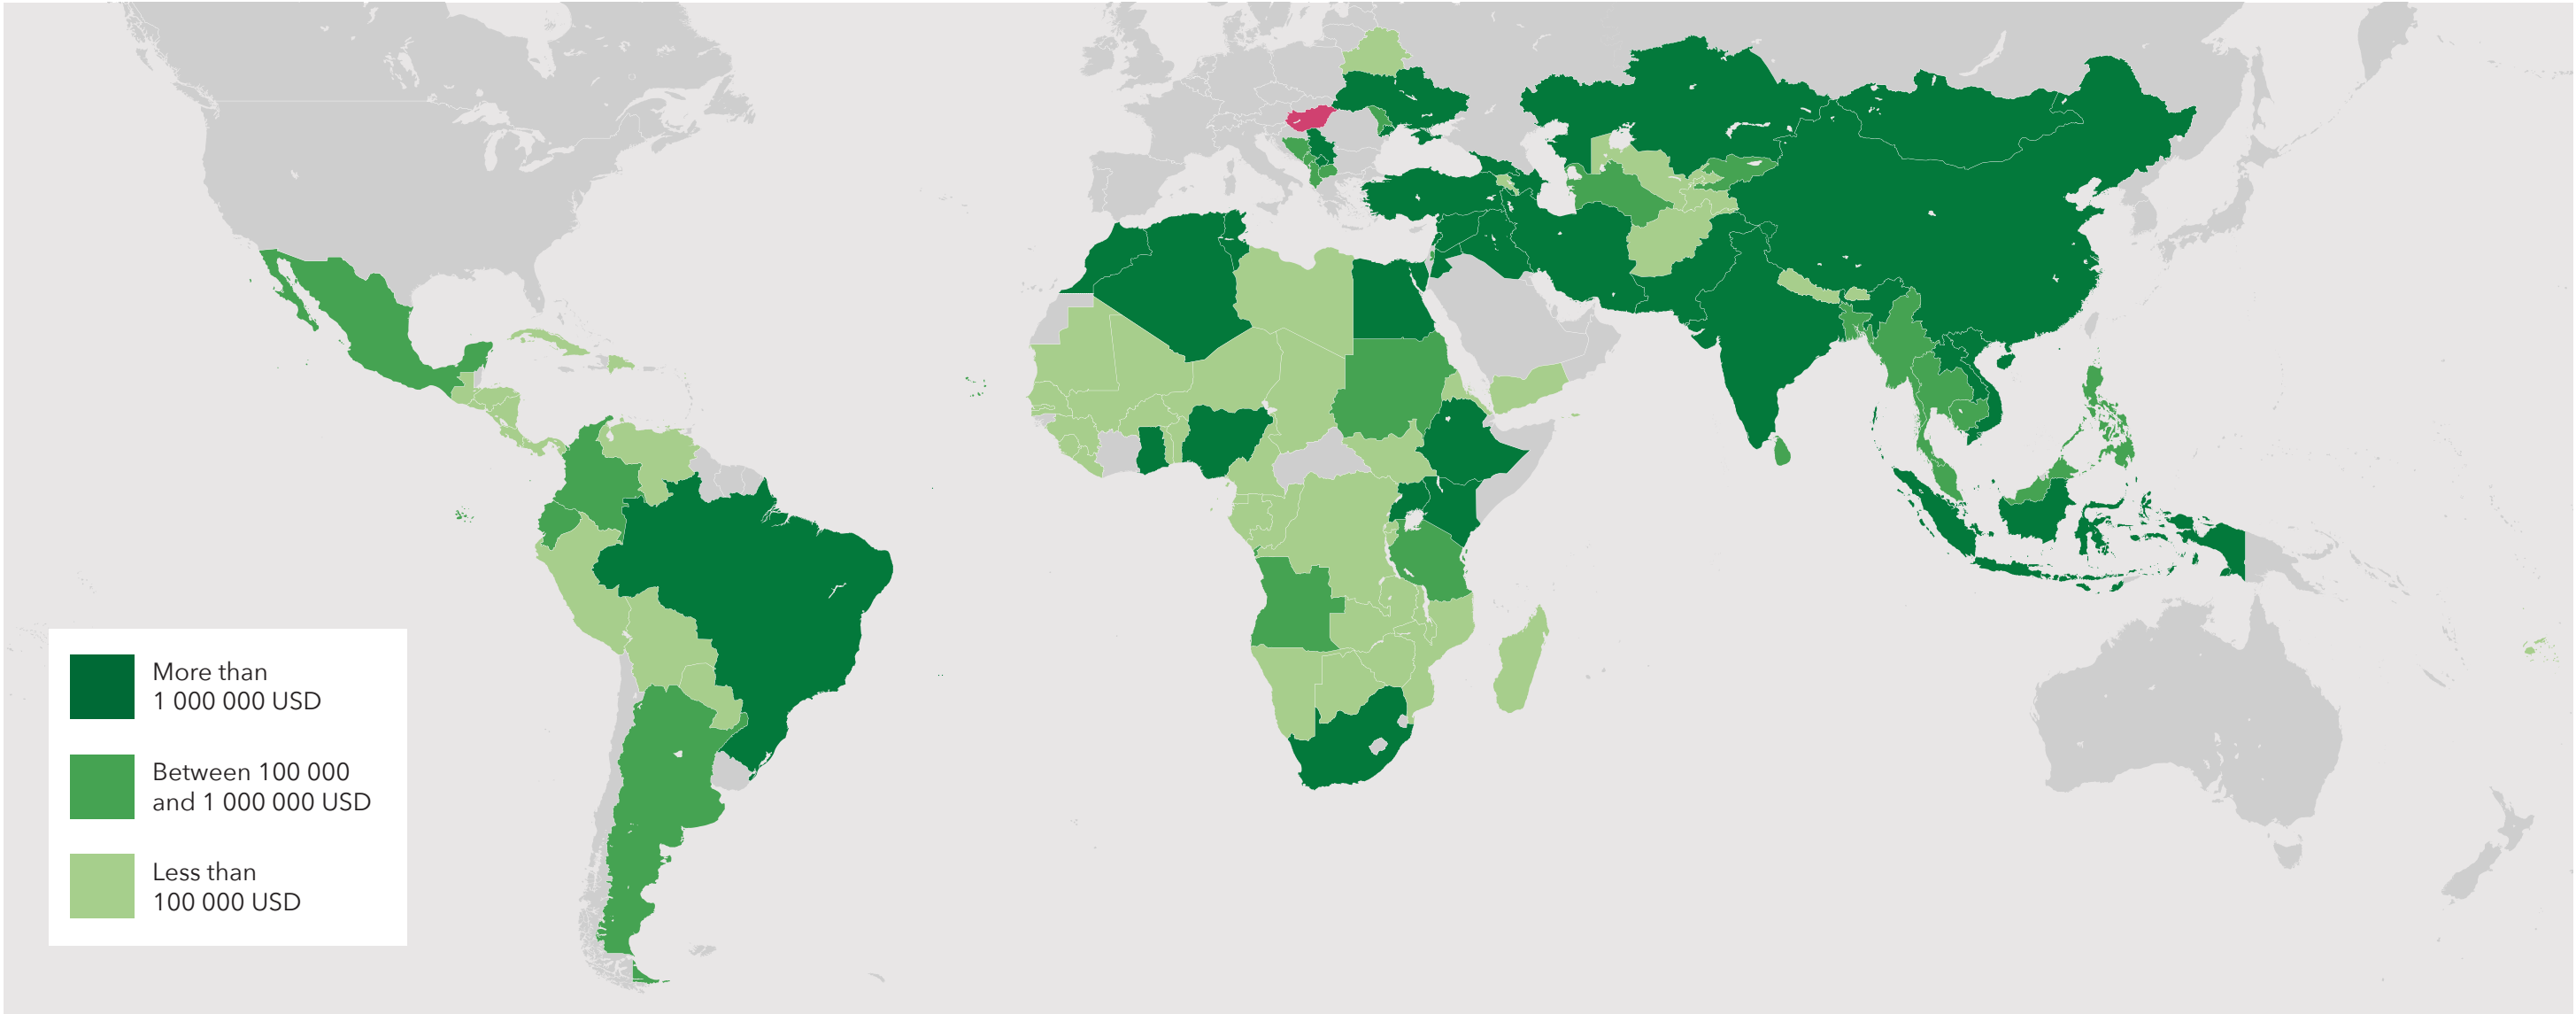 More than
1 000 000 USD
Between 100 000
and 1 000 000 USD
Less than
100 000 USD